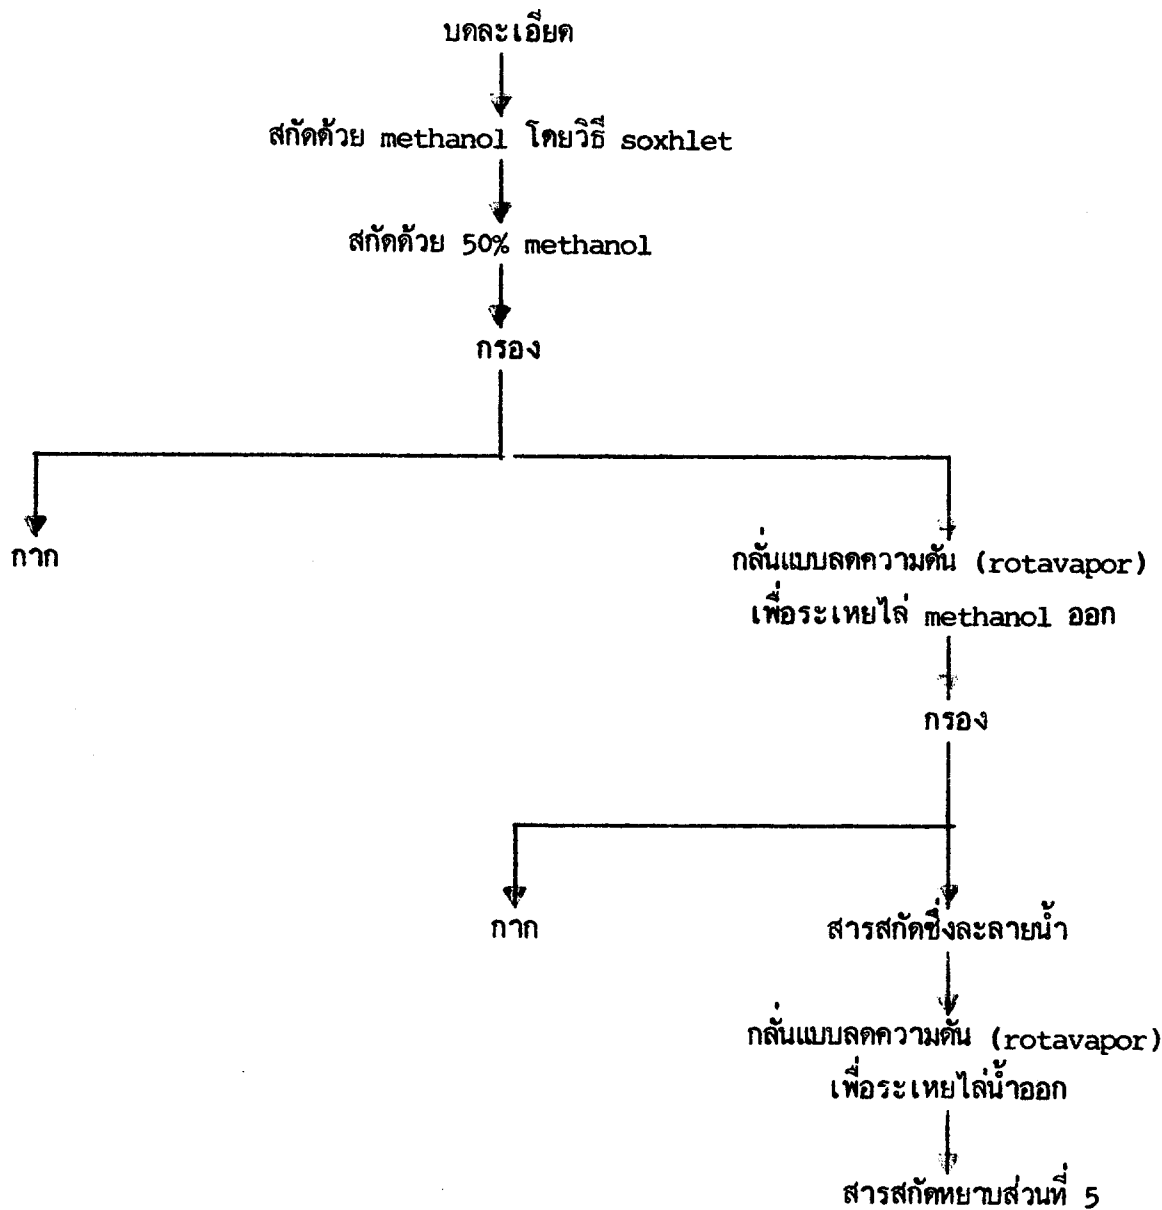 บดละเอียด
สกัดด้วย methanol โดยวิธี soxhlet
สกัดด้วย 50% methanol
กรอง
กาก
กลั่นแบบลดความดัน (rotavapor)
เพื่อระเหยไล่ methanol ออก
กรอง
กาก
สารสกัดซึ่งละลายน้ำ
กลั่นแบบลดความดัน (rotavapor)
เพื่อระเหยไล่น้ำออก
สารสกัดหยาบส่วนที่ 5